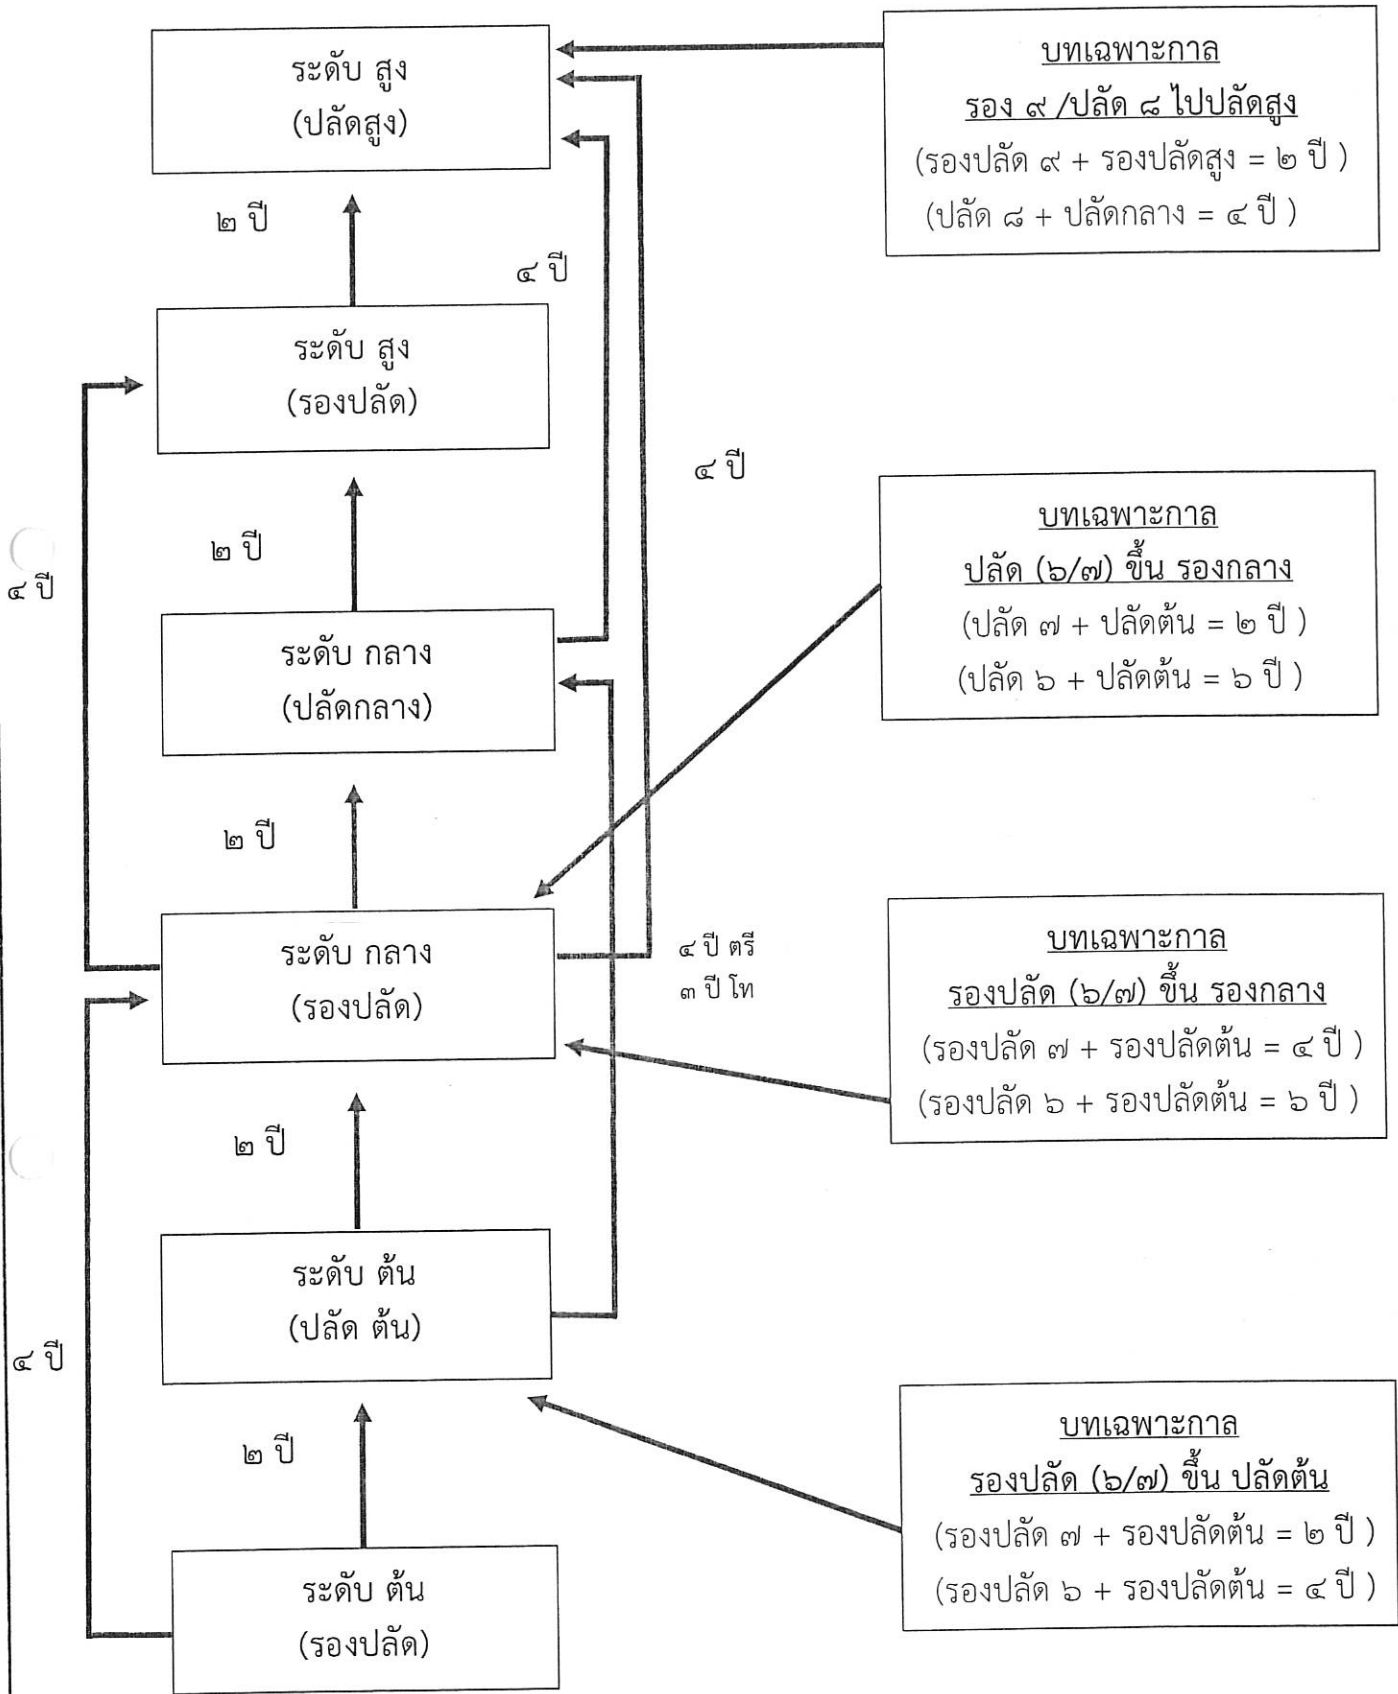 ระดับ สูง
(ปลัดสูง)
บทเฉพาะกาล
รอง ๙ /ปลัด ๘ ไปปลัดสูง
(รองปลัด ๙ + รองปลัดสูง = ๒ ปี )
(ปลัด ๘ + ปลัดกลาง = ๔ ปี )
๒ ปี
๔ ปี
ระดับ สูง
(รองปลัด)
๔ ปี
๒ ปี
๔ ปี
บทเฉพาะกาล
ปลัด (๖/๗) ขึ้น รองกลาง
(ปลัด ๗ + ปลัดต้น = ๒ ปี )
(ปลัด ๖ + ปลัดต้น = ๖ ปี )
ระดับ กลาง
(ปลัดกลาง)
๒ ปี
ระดับ กลาง
(รองปลัด)
๔ ปี ตรี
๓ ปี โท
บทเฉพาะกาล
รองปลัด (๖/๗) ขึ้น รองกลาง
(รองปลัด ๗ + รองปลัดต้น = ๔ ปี )
(รองปลัด ๖ + รองปลัดต้น = ๖ ปี )
๒ ปี
ระดับ ต้น
(ปลัด ต้น)
๔ ปี
๒ ปี
บทเฉพาะกาล
รองปลัด (๖/๗) ขึ้น ปลัดต้น
(รองปลัด ๗ + รองปลัดต้น = ๒ ปี )
(รองปลัด ๖ + รองปลัดต้น = ๔ ปี )
ระดับ ต้น
(รองปลัด)